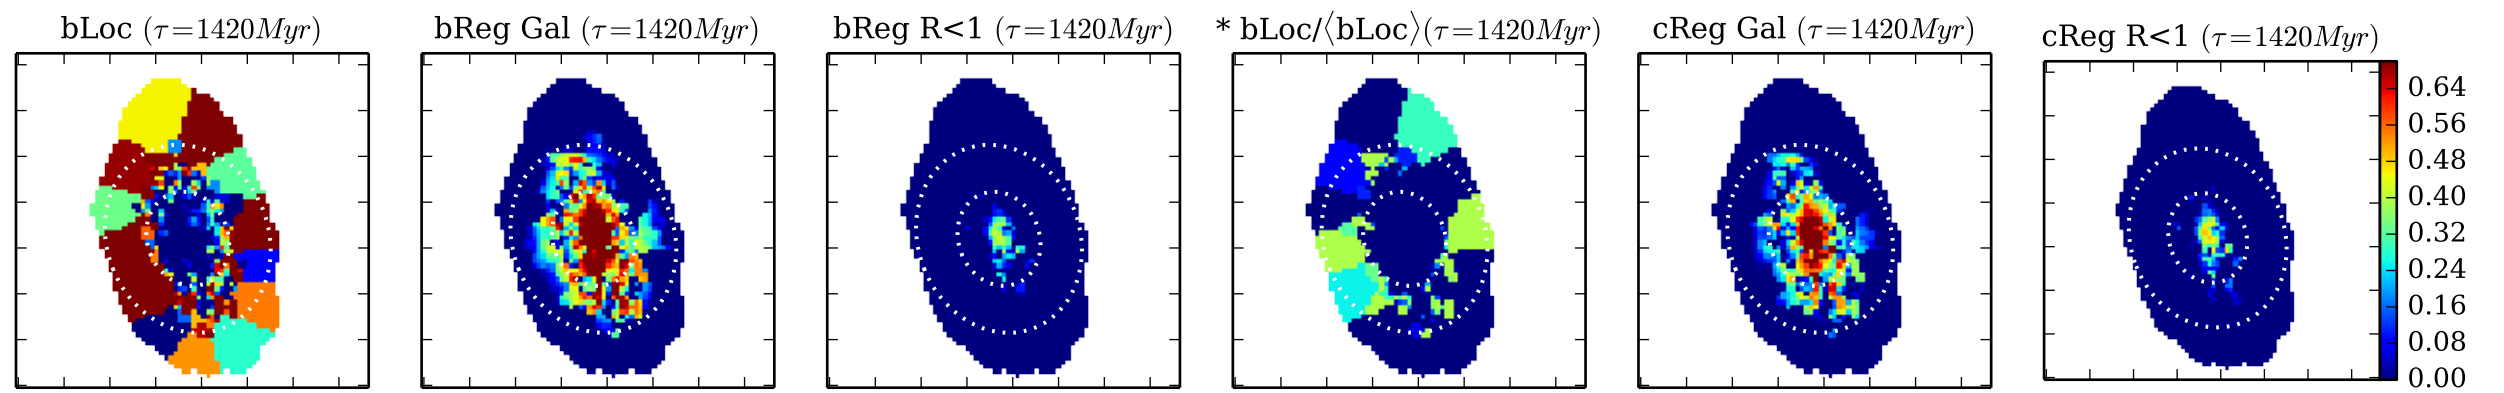 bLoc (τ=1420Myr)
bReg Gal (τ=1420Myr)
bReg R<1 (τ=1420Myr)
* bLoc/⟨bLoc⟩(τ=1420Myr)
cReg Gal (τ=1420Myr)
cReg R<1 (τ=1420Myr)
0.64
0.56
0.48
0.40
0.32
0.24
0.16
0.08
0.00